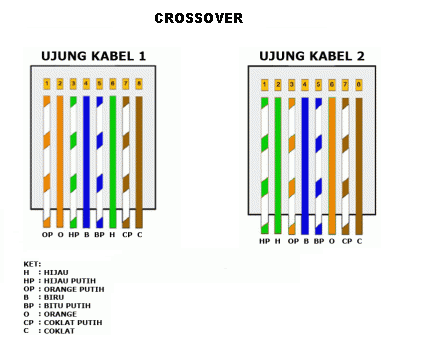 CROSSOVER
UJUNG KABEL 1
UJUNG KABEL 2
1 2 3 4 5 6 7 8
1 2 3 4 5 6 7 8
OP O HP B BP H CP C
HP H OP B BP O CP C
KET:
H : HIJAU
HP : HIJAU PUTIH
OP : ORANGE PUTIH
B : BIRU
BP : BITU PUTIH
O : ORANGE
CP : COKLAT PUTIH
C : COKLAT